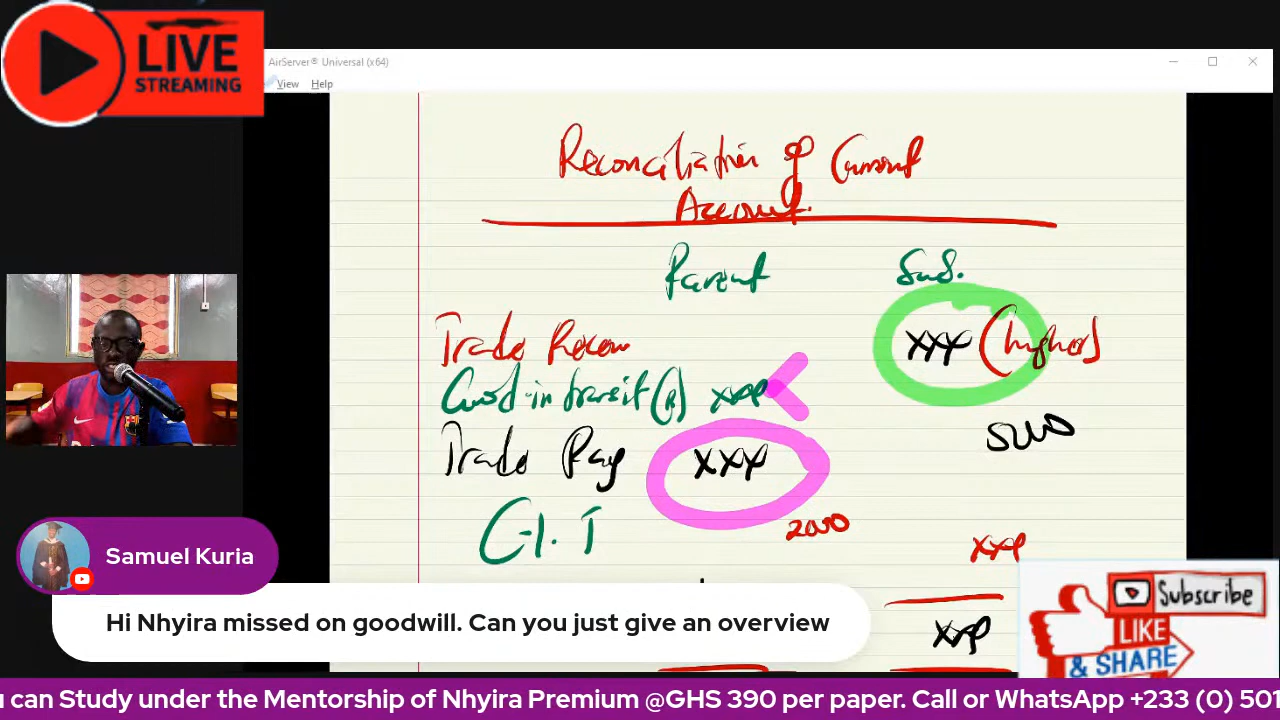 LIVE
STREAMING
AirServer® Universal (x64)
View Help
Reconciliation of Current
Account.
Parent Sub.
Trade Receiv
xxx (higher)
Good-in transit (p) xxx
5000
Trade Pay xxx
G.I.T
2000
xxx
xxx
Samuel Kuria
Hi Nhyira missed on goodwill. Can you just give an overview
Subscribe
LIKE
& SHARE
u can Study under the Mentorship of Nhyira Premium @GHS 390 per paper. Call or WhatsApp +233 (0) 501